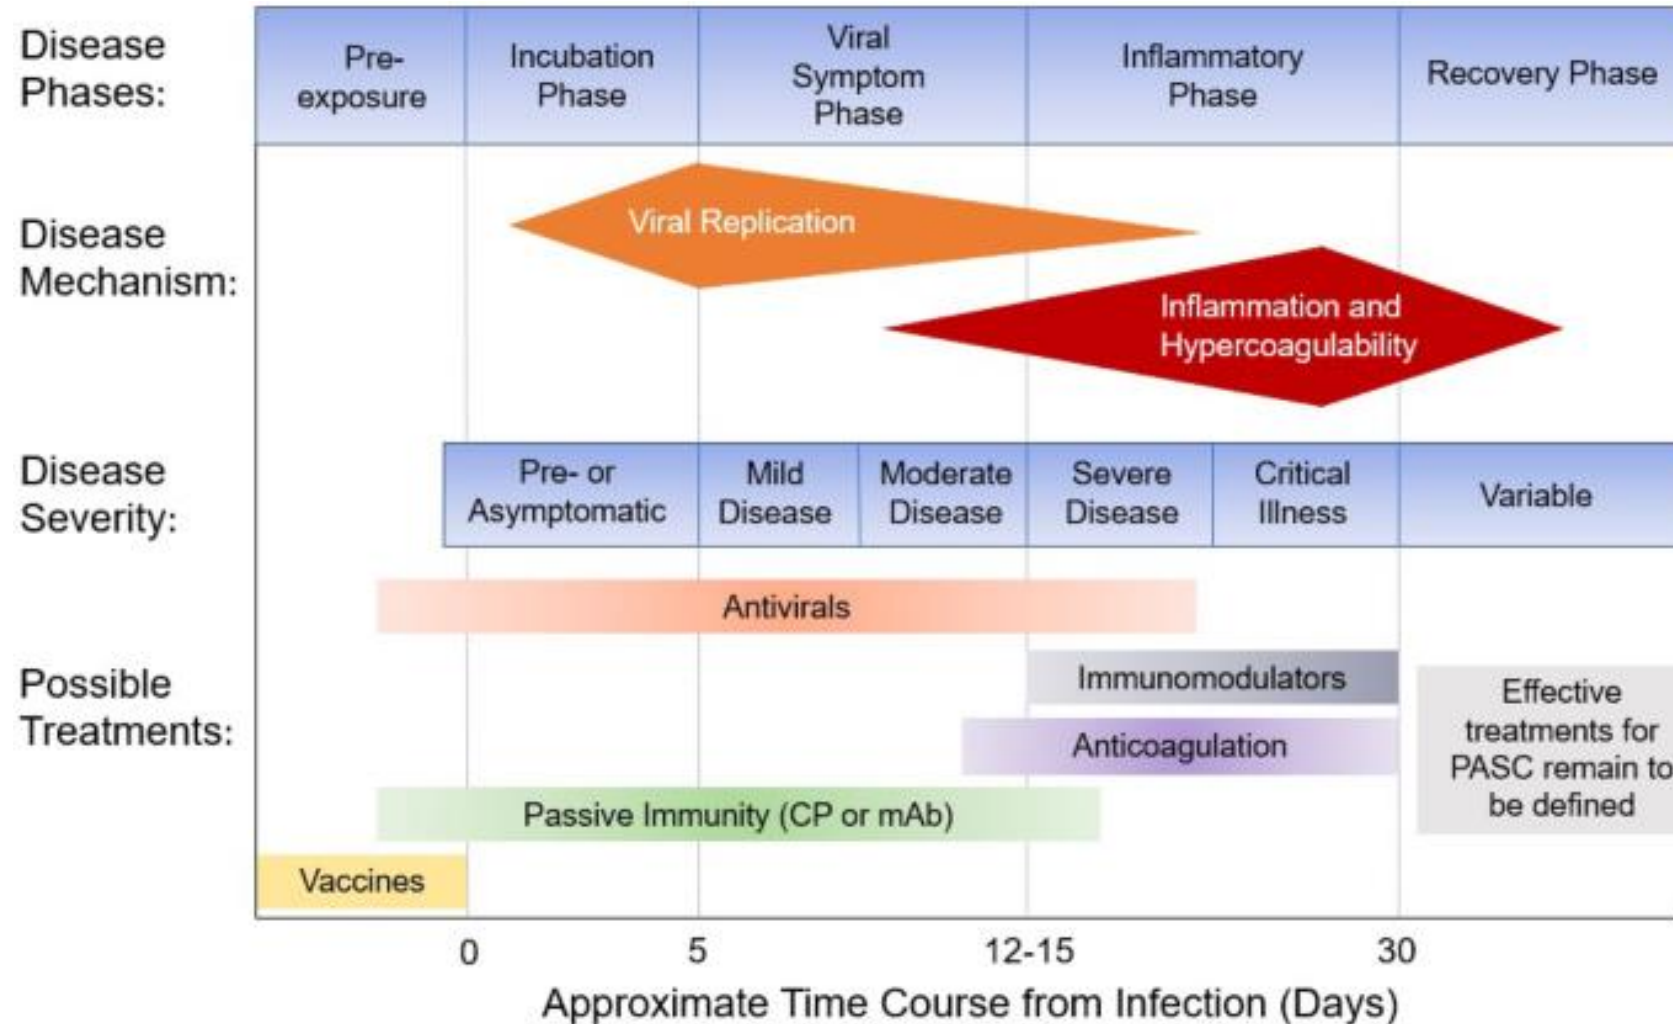 Disease
Phases:
Pre-
exposure
Incubation
Phase
Viral
Symptom
Phase
Inflammatory
Phase
Recovery Phase
Disease
Mechanism:
Viral Replication
Inflammation and
Hypercoagulability
Disease
Severity:
Pre- or
Asymptomatic
Mild
Disease
Moderate
Disease
Severe
Disease
Critical
Illness
Variable
Possible
Treatments:
Antivirals
Immunomodulators
Anticoagulation
Passive Immunity (CP or mAb)
Vaccines
Effective
treatments for
PASC remain to
be defined
0
5
12-15
30
Approximate Time Course from Infection (Days)